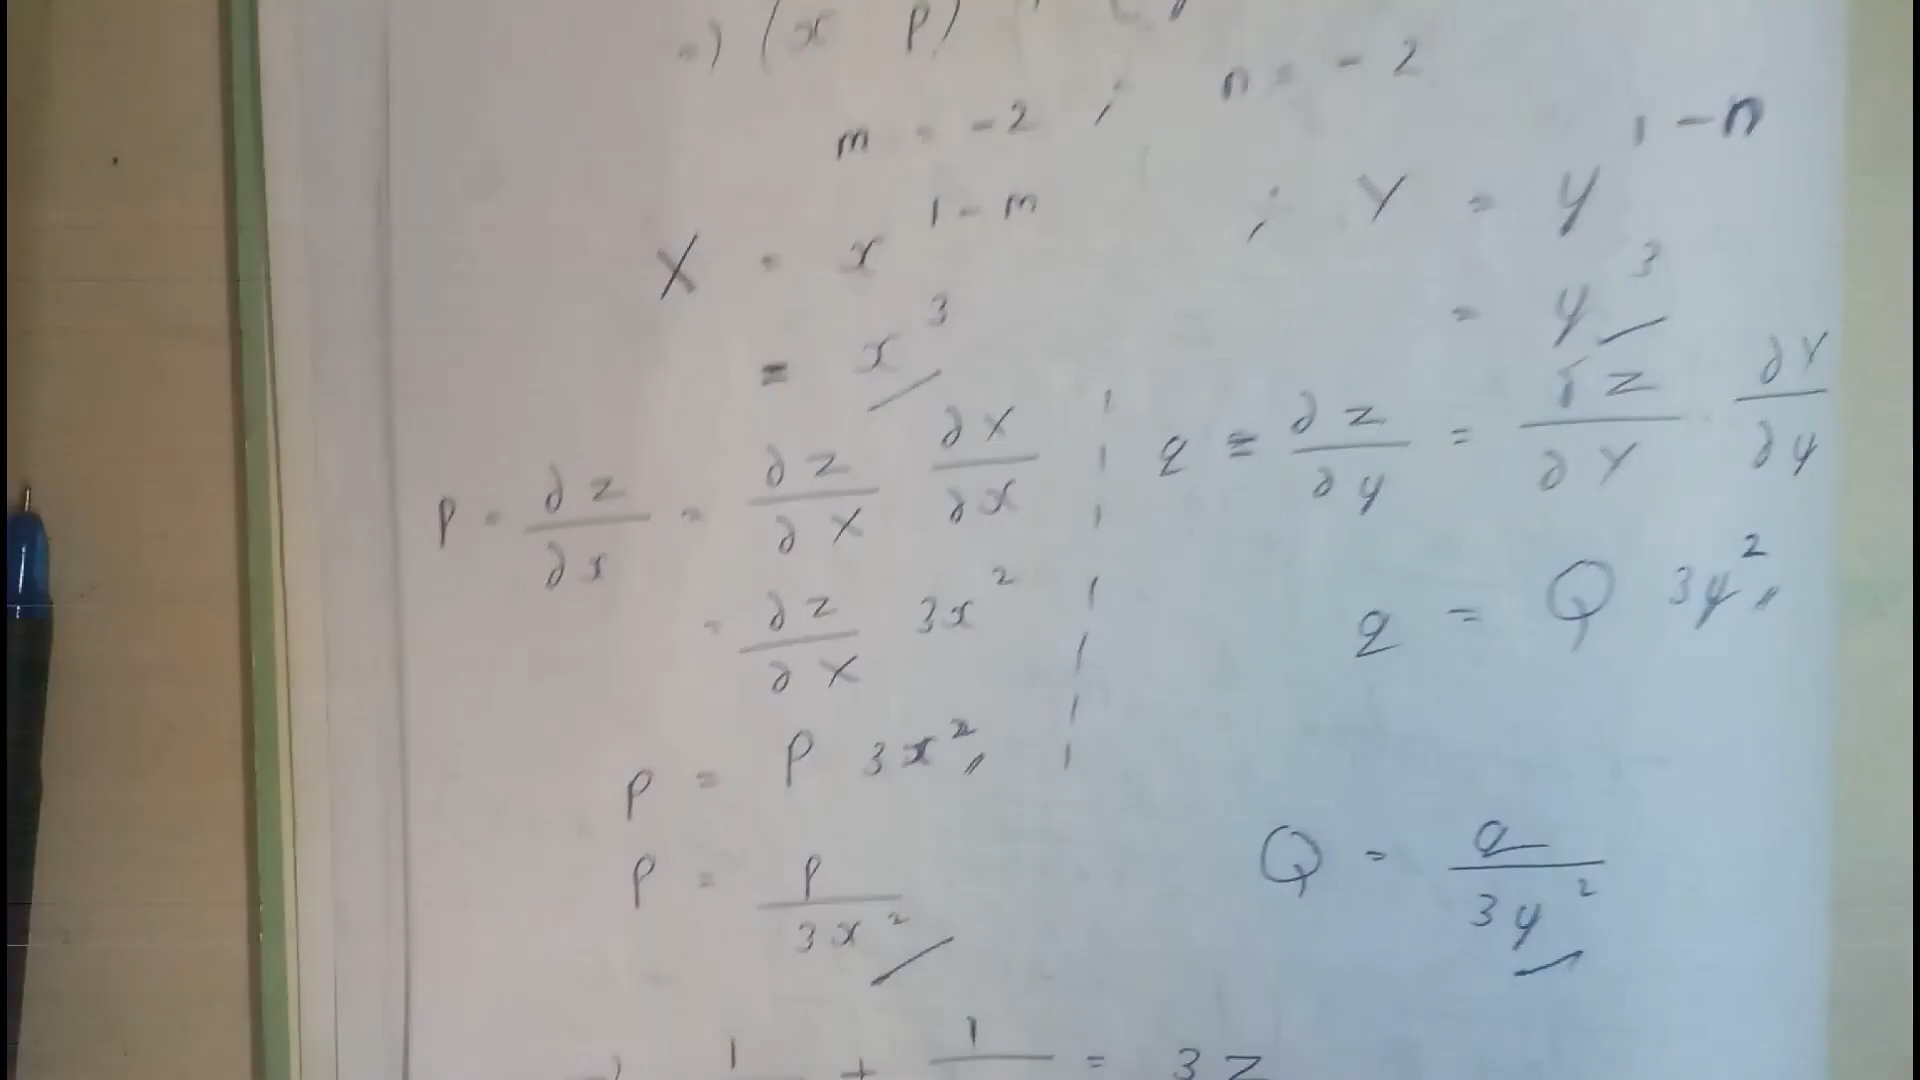 =) (x p)
m = -2 ; n = -2
X = x^{1-m} ; Y = y^{1-n}
= x^3 = y^3
p = ∂z/∂x = ∂z/∂X ∂X/∂x | q = ∂z/∂y = ∂z/∂Y · ∂Y/∂y
= ∂z/∂X 3x^2 | q = Q 3y^2 //
p = P 3x^2 //
P = p/3x^2 Q = q/3y^2
1 + 1 = 3z